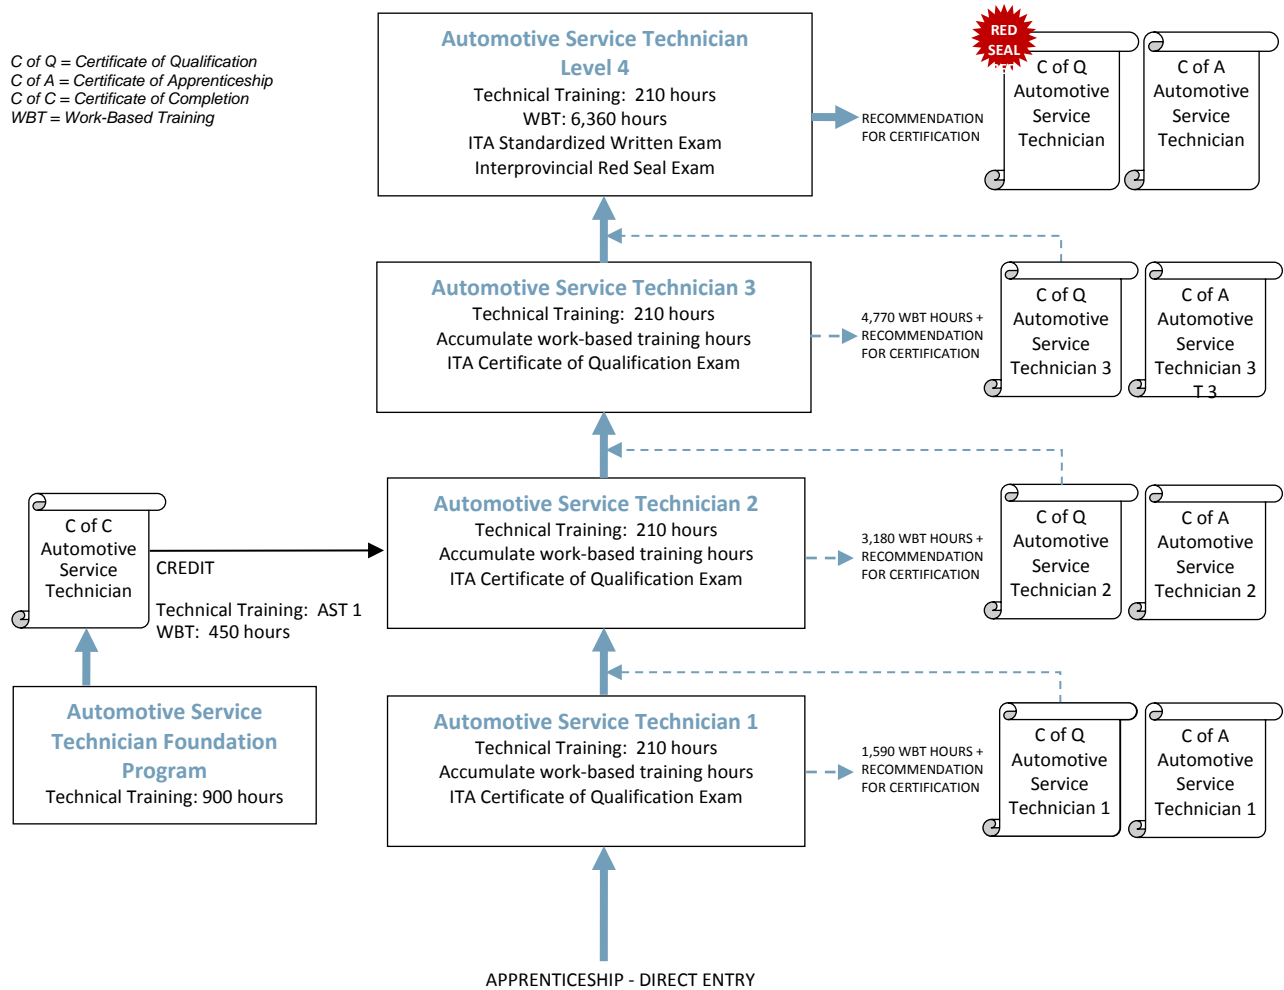 C of Q = Certificate of Qualification
C of A = Certificate of Apprenticeship
C of C = Certificate of Completion
WBT = Work-Based Training
Automotive Service Technician
Level 4
Technical Training: 210 hours
WBT: 6,360 hours
ITA Standardized Written Exam
Interprovincial Red Seal Exam
RECOMMENDATION
FOR CERTIFICATION
RED
SEAL
C of Q
Automotive
Service
Technician
C of A
Automotive
Service
Technician
Automotive Service Technician 3
Technical Training: 210 hours
Accumulate work-based training hours
ITA Certificate of Qualification Exam
4,770 WBT HOURS +
RECOMMENDATION
FOR CERTIFICATION
C of Q
Automotive
Service
Technician 3
C of A
Automotive
Service
Technician 3
T 3
Automotive Service Technician 2
Technical Training: 210 hours
Accumulate work-based training hours
ITA Certificate of Qualification Exam
3,180 WBT HOURS +
RECOMMENDATION
FOR CERTIFICATION
C of Q
Automotive
Service
Technician 2
C of A
Automotive
Service
Technician 2
C of C
Automotive
Service
Technician
CREDIT
Technical Training: AST 1
WBT: 450 hours
Automotive Service
Technician Foundation
Program
Technical Training: 900 hours
Automotive Service Technician 1
Technical Training: 210 hours
Accumulate work-based training hours
ITA Certificate of Qualification Exam
1,590 WBT HOURS +
RECOMMENDATION
FOR CERTIFICATION
C of Q
Automotive
Service
Technician 1
C of A
Automotive
Service
Technician 1
APPRENTICESHIP - DIRECT ENTRY